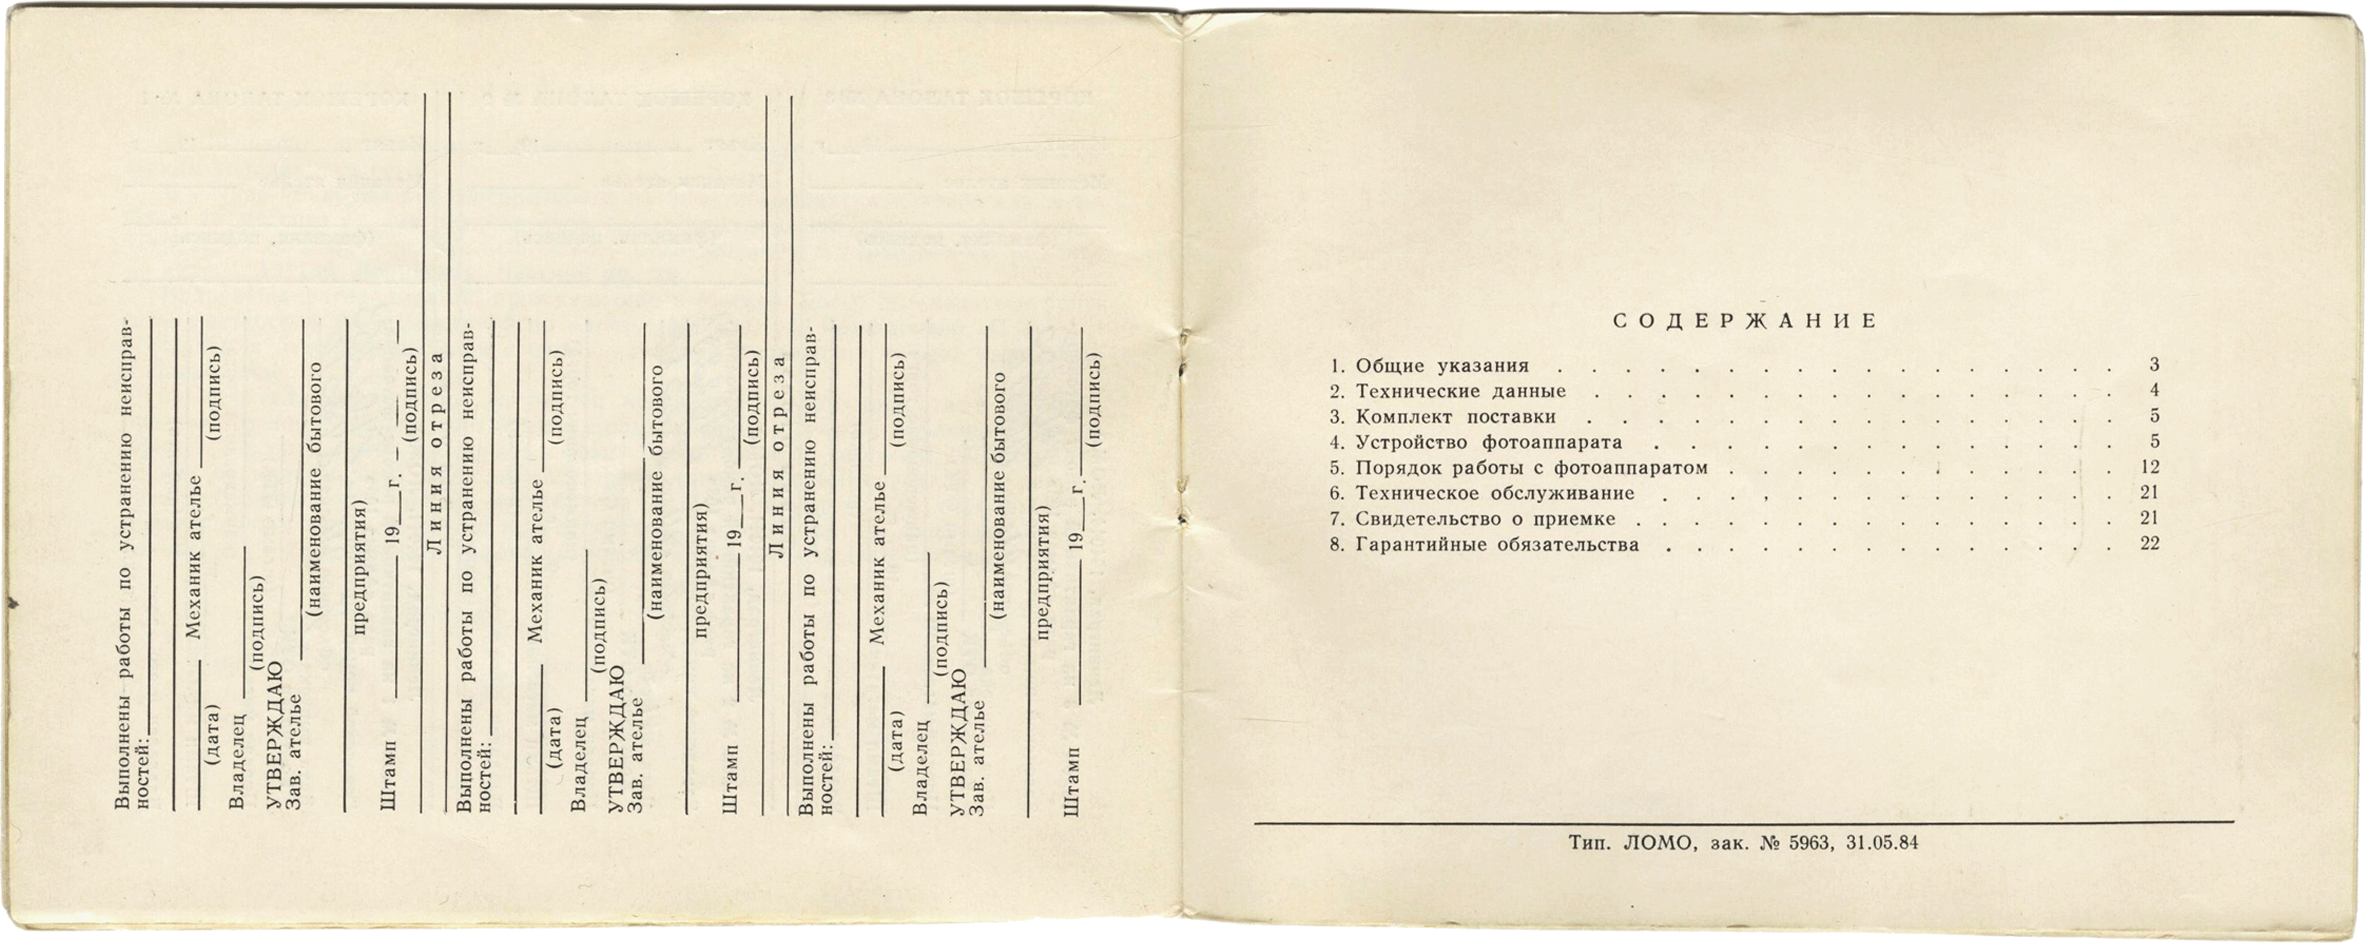 Выполнены работы по устранению неисправ-
ностей:
Механик ателье
(дата)
(подпись)
Владелец
(подпись)
УТВЕРЖДАЮ
Зав. ателье
(наименование бытового
предприятия)
Штамп 19 г.
(подпись)
Линия отреза
Выполнены работы по устранению неисправ-
ностей:
Механик ателье
(дата)
(подпись)
Владелец
(подпись)
УТВЕРЖДАЮ
Зав. ателье
(наименование бытового
предприятия)
Штамп 19 г.
(подпись)
Линия отреза
Выполнены работы по устранению неисправ-
ностей:
Механик ателье
(дата)
(подпись)
Владелец
(подпись)
УТВЕРЖДАЮ
Зав. ателье
(наименование бытового
предприятия)
Штамп 19 г.
(подпись)
СОДЕРЖАНИЕ
1. Общие указания . . . . . . . . . . . . . . . . . 3
2. Технические данные . . . . . . . . . . . . . . . . 4
3. Комплект поставки . . . . . . . . . . . . . . . . 5
4. Устройство фотоаппарата . . . . . . . . . . . . . . 5
5. Порядок работы с фотоаппаратом . . . . . . . . . . . . 12
6. Техническое обслуживание . . . . . . . . . . . . . . 21
7. Свидетельство о приемке . . . . . . . . . . . . . . . 21
8. Гарантийные обязательства . . . . . . . . . . . . . . 22
Тип. ЛОМО, зак. № 5963, 31.05.84